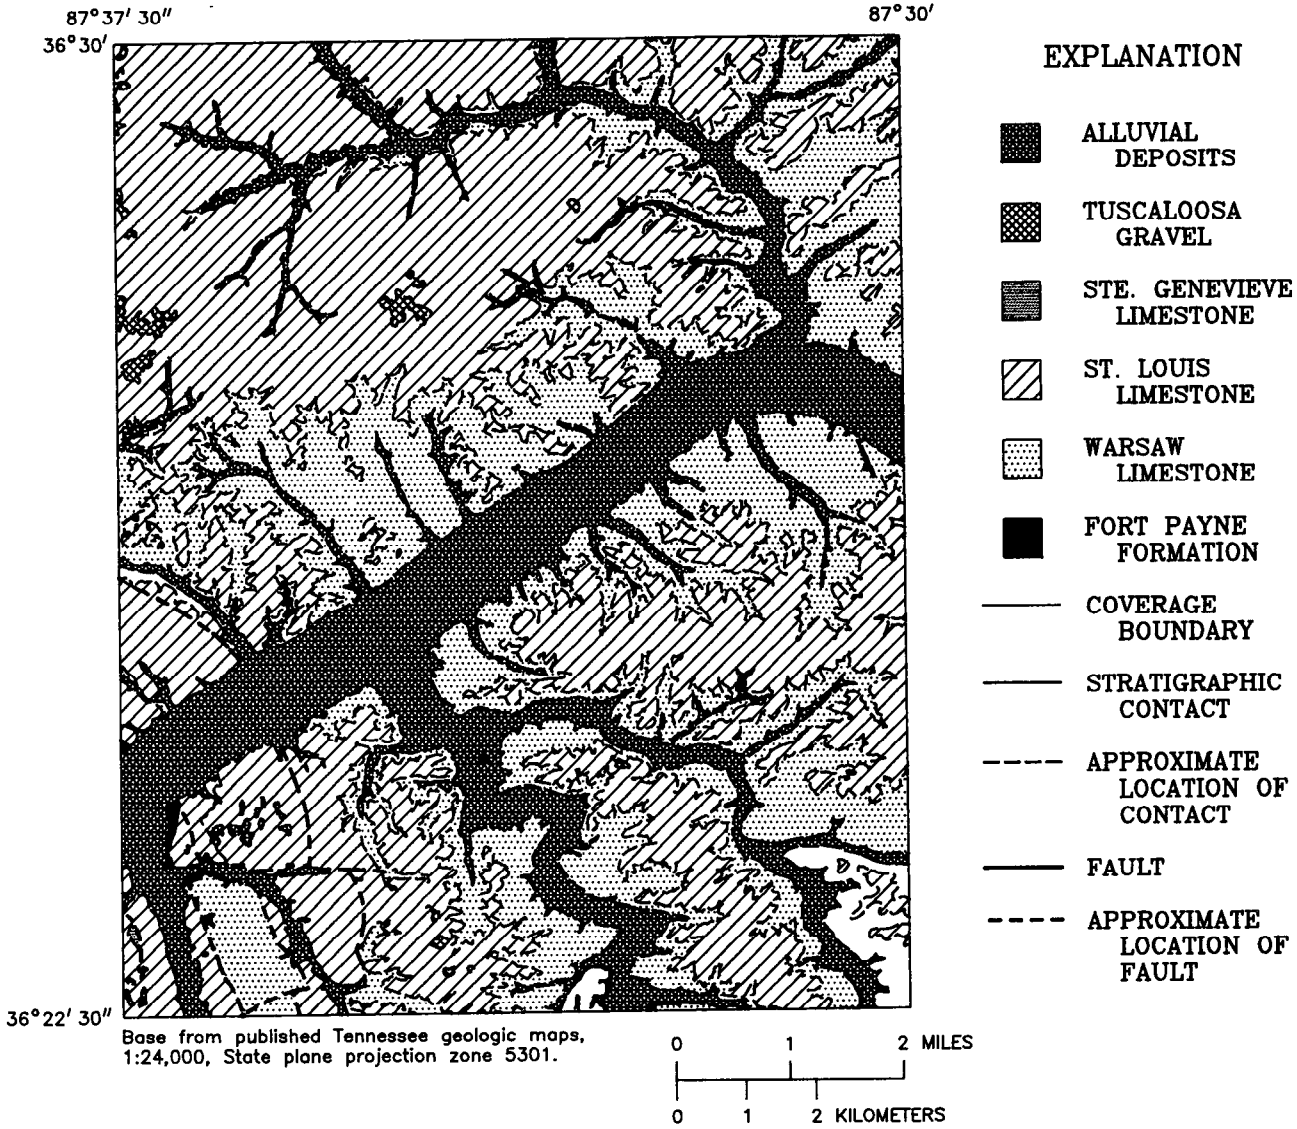 87°37' 30"
87°30'
36°30'
EXPLANATION
ALLUVIAL
DEPOSITS
TUSCALOOSA
GRAVEL
STE. GENEVIEVE
LIMESTONE
ST. LOUIS
LIMESTONE
WARSAW
LIMESTONE
FORT PAYNE
FORMATION
COVERAGE
BOUNDARY
STRATIGRAPHIC
CONTACT
APPROXIMATE
LOCATION OF
CONTACT
FAULT
APPROXIMATE
LOCATION OF
FAULT
36°22' 30"
Base from published Tennessee geologic maps,
1:24,000, State plane projection zone 5301.
0 1 2 MILES
0 1 2 KILOMETERS